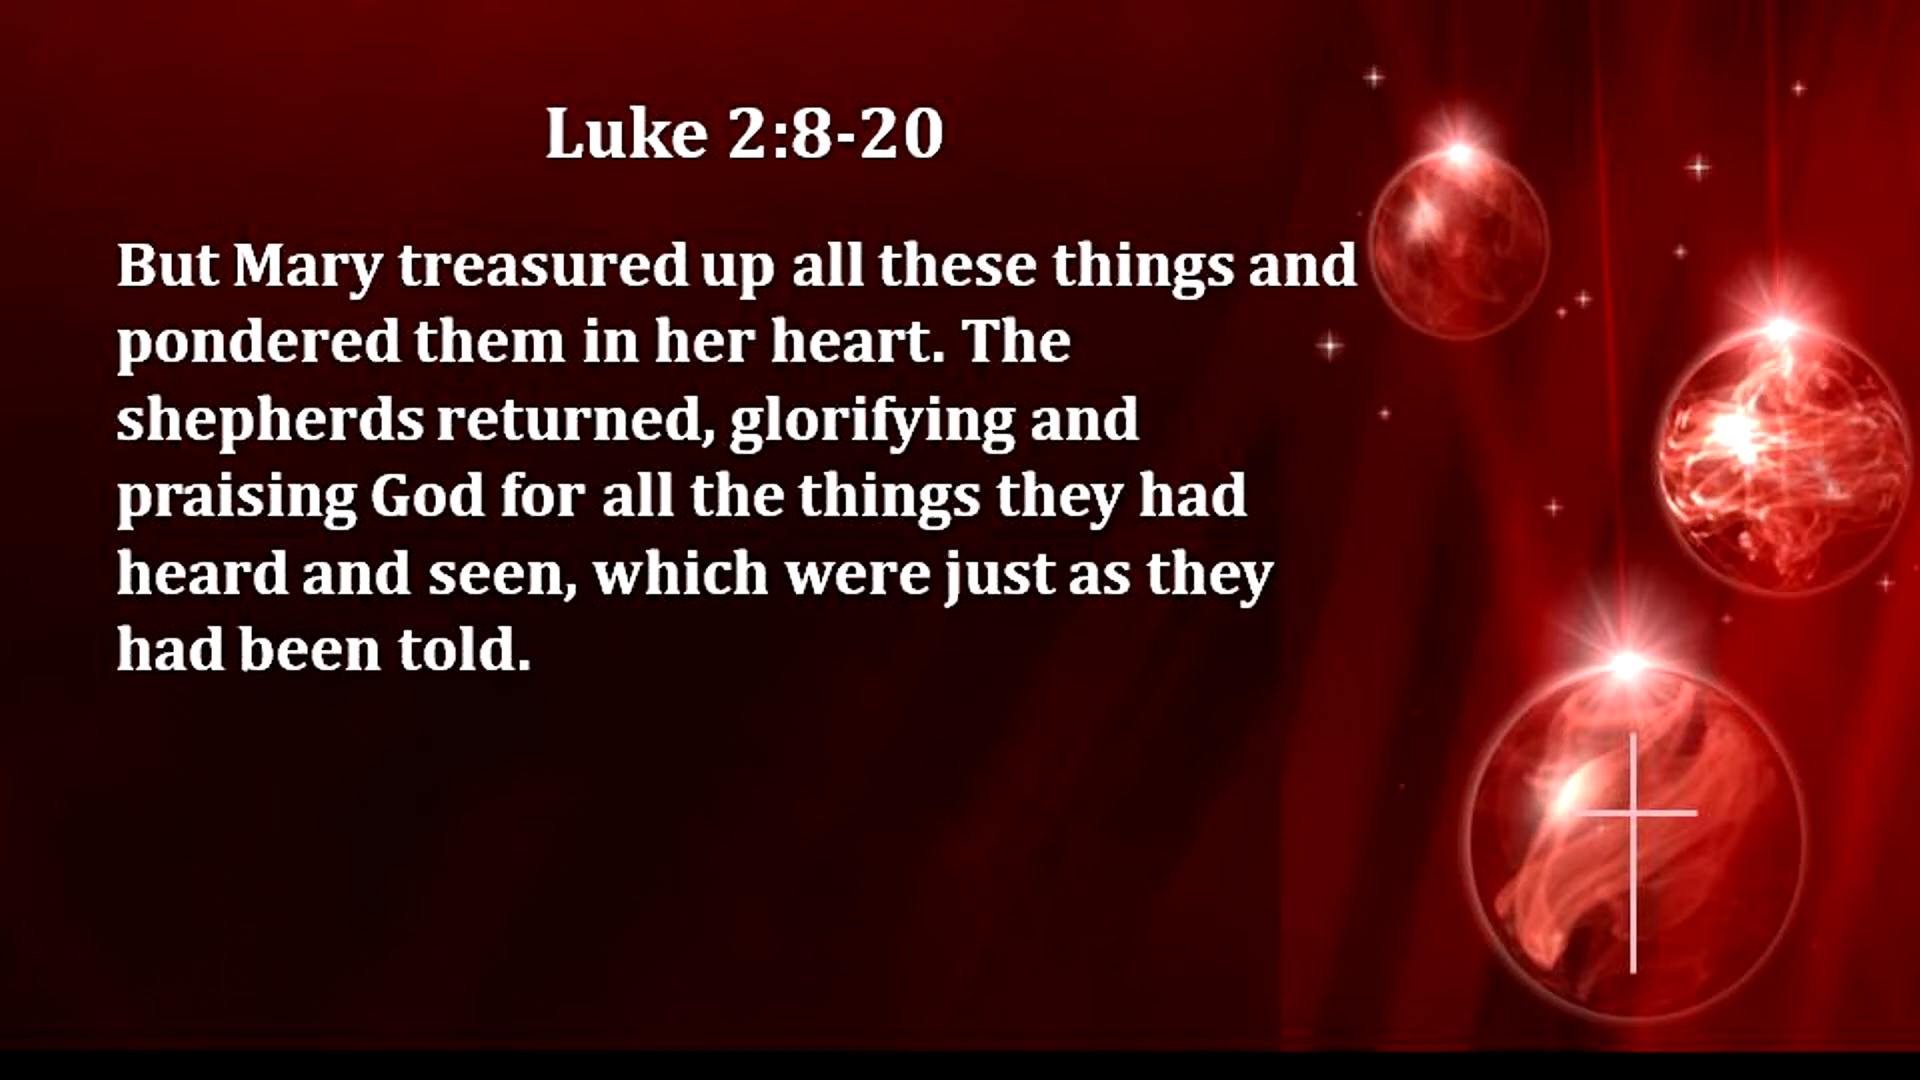 Luke 2:8-20
But Mary treasured up all these things and
pondered them in her heart. The
shepherds returned, glorifying and
praising God for all the things they had
heard and seen, which were just as they
had been told.